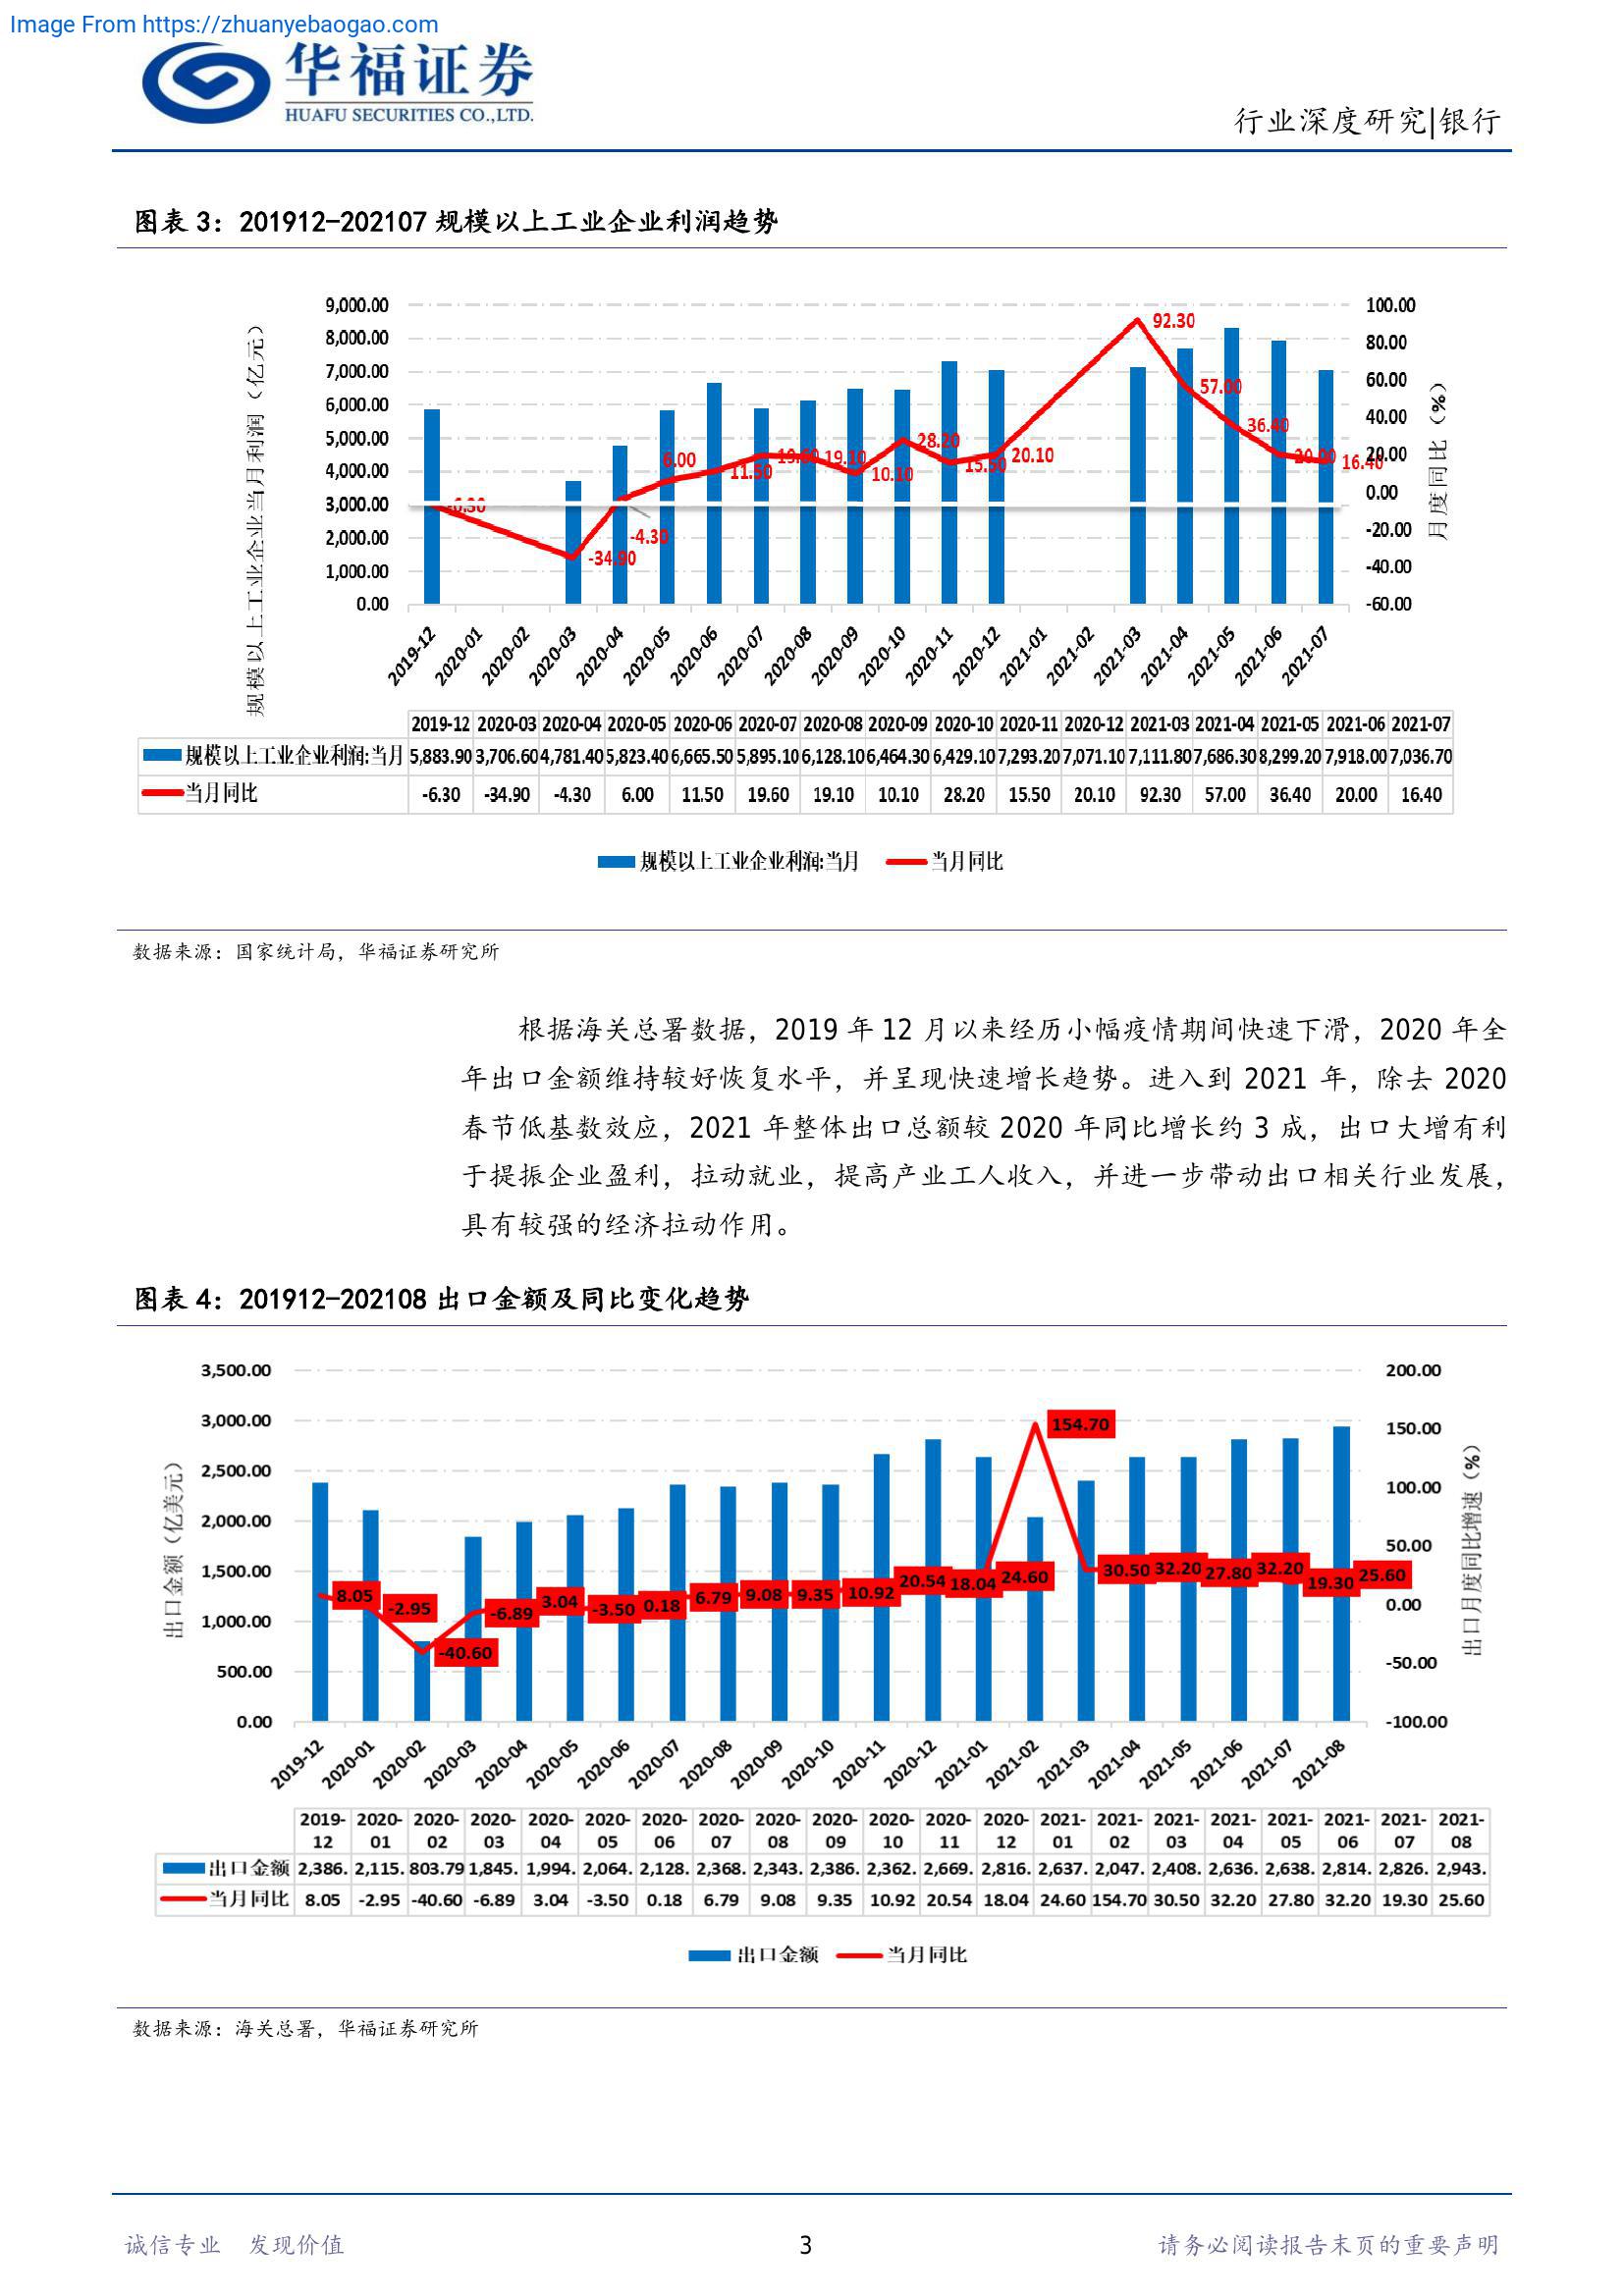 Image From https://zhuanyebaogao.com
华福证券
HUAFU SECURITIES CO.,LTD.
行业深度研究|银行
图表 3：201912-202107 规模以上工业企业利润趋势
规模以上工业企业当月利润（亿元）
9,000.00
8,000.00
7,000.00
6,000.00
5,000.00
4,000.00
3,000.00
2,000.00
1,000.00
0.00
-6.30
-34.90
-4.30
6.00
11.50
19.60
19.10
10.10
28.20
15.50
20.10
92.30
57.00
36.40
20.00
16.40
100.00
80.00
60.00
40.00
20.00
0.00
-20.00
-40.00
-60.00
月度同比（%）
2019-12 2020-01 2020-02 2020-03 2020-04 2020-05 2020-06 2020-07 2020-08 2020-09 2020-10 2020-11 2020-12 2021-01 2021-02 2021-03 2021-04 2021-05 2021-06 2021-07
2019-12 2020-03 2020-04 2020-05 2020-06 2020-07 2020-08 2020-09 2020-10 2020-11 2020-12 2021-03 2021-04 2021-05 2021-06 2021-07
规模以上工业企业利润:当月 5,883.90 3,706.60 4,781.40 5,823.40 6,665.50 5,895.10 6,128.10 6,464.30 6,429.10 7,293.20 7,071.10 7,111.80 7,686.30 8,299.20 7,918.00 7,036.70
当月同比 -6.30 -34.90 -4.30 6.00 11.50 19.60 19.10 10.10 28.20 15.50 20.10 92.30 57.00 36.40 20.00 16.40
规模以上工业企业利润:当月 当月同比
数据来源：国家统计局，华福证券研究所
根据海关总署数据，2019 年 12 月以来经历小幅疫情期间快速下滑，2020 年全
年出口金额维持较好恢复水平，并呈现快速增长趋势。进入到 2021 年，除去 2020
春节低基数效应，2021 年整体出口总额较 2020 年同比增长约 3 成，出口大增有利
于提振企业盈利，拉动就业，提高产业工人收入，并进一步带动出口相关行业发展，
具有较强的经济拉动作用。
图表 4：201912-202108 出口金额及同比变化趋势
出口金额（亿美元）
3,500.00
3,000.00
2,500.00
2,000.00
1,500.00
1,000.00
500.00
0.00
8.05
-2.95
-40.60
-6.89
3.04
-3.50
0.18
6.79
9.08
9.35
10.92
20.54
18.04
24.60
154.70
30.50
32.20
27.80
32.20
19.30
25.60
200.00
150.00
100.00
50.00
0.00
-50.00
-100.00
出口月度同比增速（%）
2019-12 2020-01 2020-02 2020-03 2020-04 2020-05 2020-06 2020-07 2020-08 2020-09 2020-10 2020-11 2020-12 2021-01 2021-02 2021-03 2021-04 2021-05 2021-06 2021-07 2021-08
2019- 2020- 2020- 2020- 2020- 2020- 2020- 2020- 2020- 2020- 2020- 2020- 2020- 2021- 2021- 2021- 2021- 2021- 2021- 2021- 2021-
12 01 02 03 04 05 06 07 08 09 10 11 12 01 02 03 04 05 06 07 08
出口金额 2,386. 2,115. 803.79 1,845. 1,994. 2,064. 2,128. 2,368. 2,343. 2,386. 2,362. 2,669. 2,816. 2,637. 2,047. 2,408. 2,636. 2,638. 2,814. 2,826. 2,943.
当月同比 8.05 -2.95 -40.60 -6.89 3.04 -3.50 0.18 6.79 9.08 9.35 10.92 20.54 18.04 24.60 154.70 30.50 32.20 27.80 32.20 19.30 25.60
出口金额 当月同比
数据来源：海关总署，华福证券研究所
诚信专业 发现价值
3
请务必阅读报告末页的重要声明